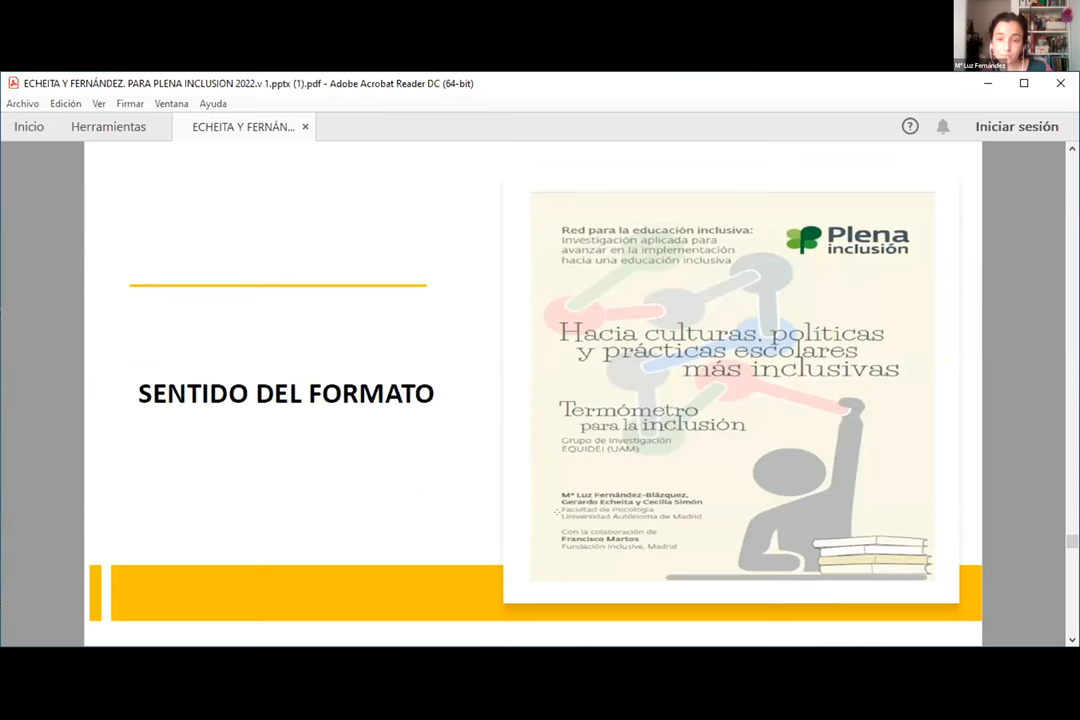 Mª Luz Fernández
ECHEITA Y FERNÁNDEZ. PARA PLENA INCLUSION 2022.v 1.pptx (1).pdf - Adobe Acrobat Reader DC (64-bit)
Archivo Edición Ver Firmar Ventana Ayuda
Inicio Herramientas ECHEITA Y FERNÁN... Iniciar sesión
SENTIDO DEL FORMATO
Red para la educación inclusiva:
Investigación aplicada para
avanzar en la implementación
hacia una educación inclusiva
Plena
inclusión
Hacia culturas, políticas
y prácticas escolares
más inclusivas
Termómetro
para la inclusión
Grupo de Investigación
EQUIDEI (UAM)
Mª Luz Fernández-Blázquez,
Gerardo Echeita y Cecilia Simón
Facultad de Psicología
Universidad Autónoma de Madrid
Con la colaboración de
Francisco Martos
Fundación Inclusive, Madrid